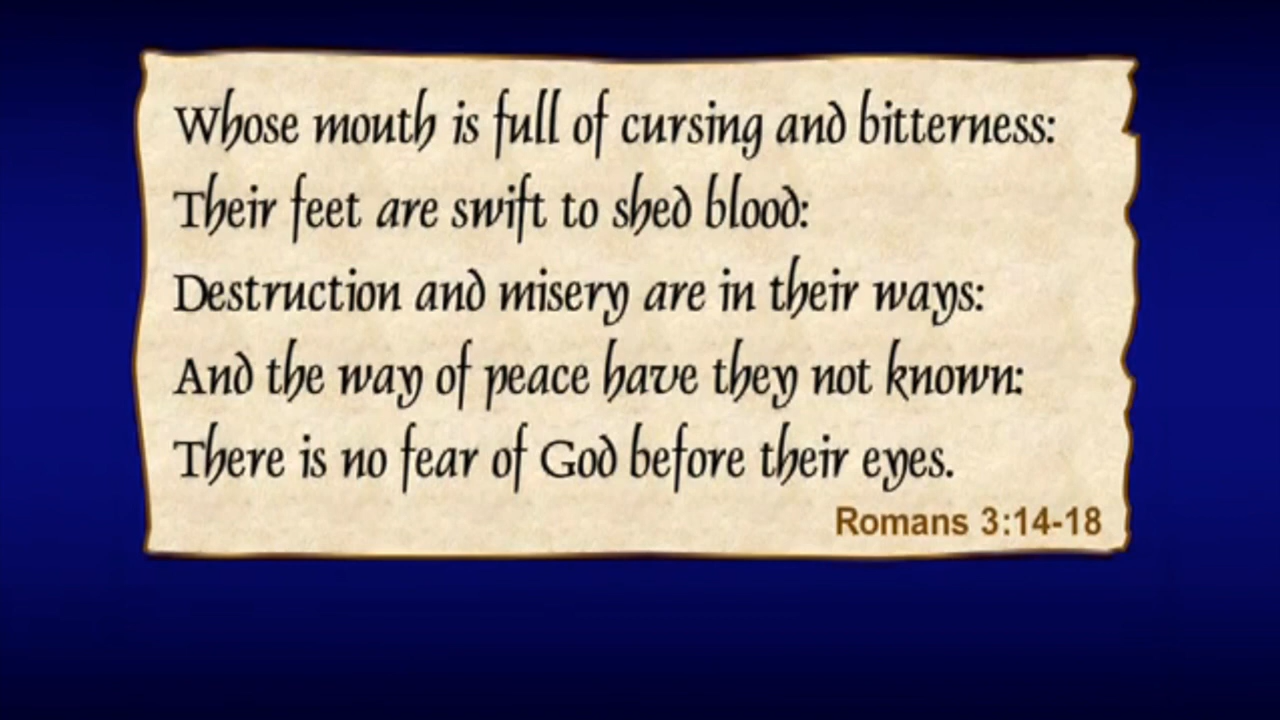 Whose mouth is full of cursing and bitterness:
Their feet are swift to shed blood:
Destruction and misery are in their ways:
And the way of peace have they not known:
There is no fear of God before their eyes.
Romans 3:14-18